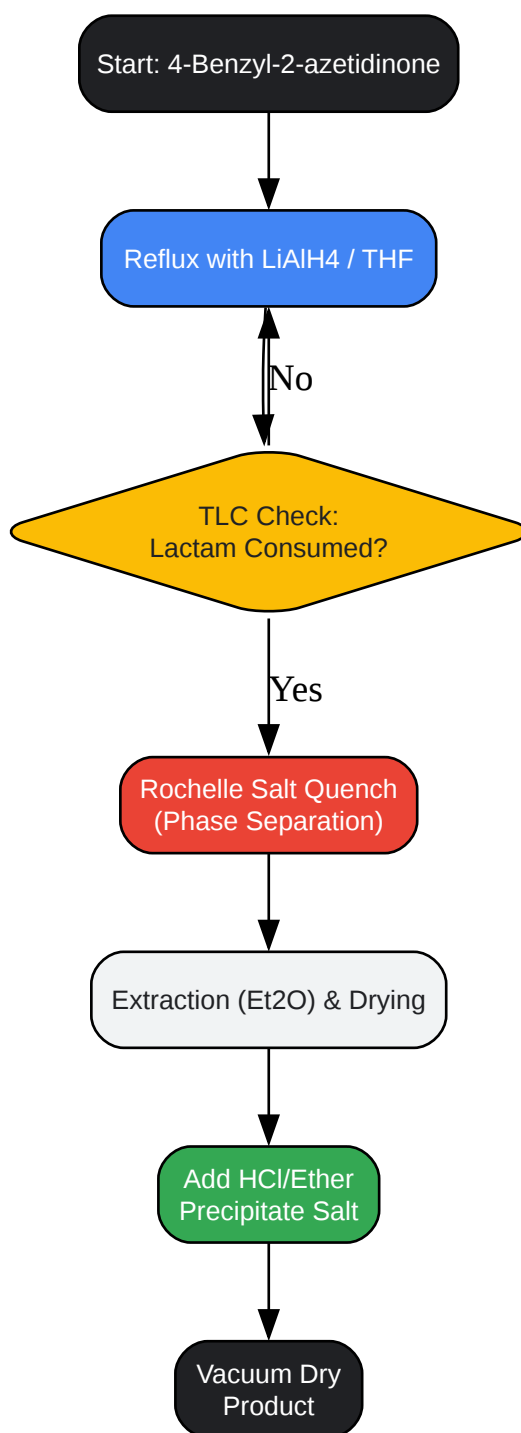 Start: 4-Benzyl-2-azetidinone
Reflux with LiAlH4 / THF
No
TLC Check:
Lactam Consumed?
Yes
Rochelle Salt Quench
(Phase Separation)
Extraction (Et2O) & Drying
Add HCl/Ether
Precipitate Salt
Vacuum Dry
Product